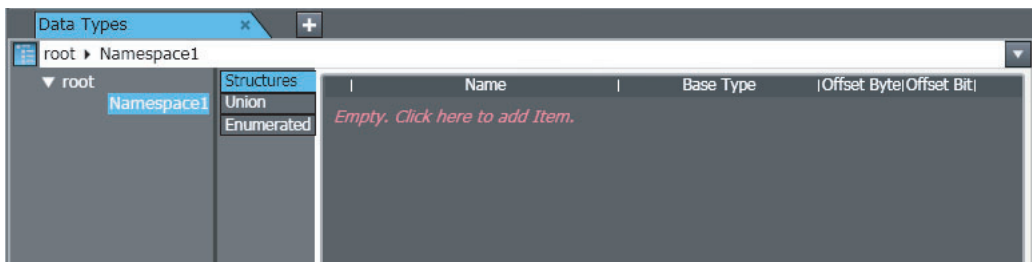 Data Types × +
root ▸ Namespace1
▼ root
Namespace1
Structures
Union
Enumerated
Name | Base Type | Offset Byte | Offset Bit |
Empty. Click here to add Item.